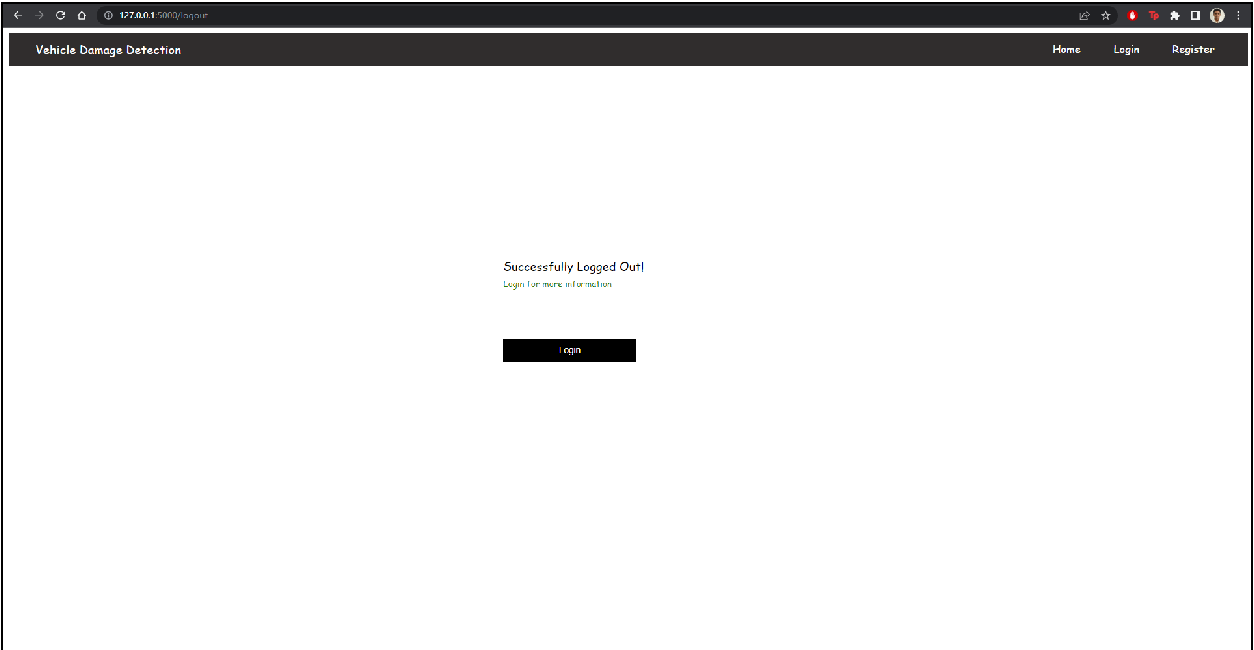 127.0.0.1:5000/logout
Tp
Vehicle Damage Detection
Home Login Register
Successfully Logged Out!
Login for more information
Login